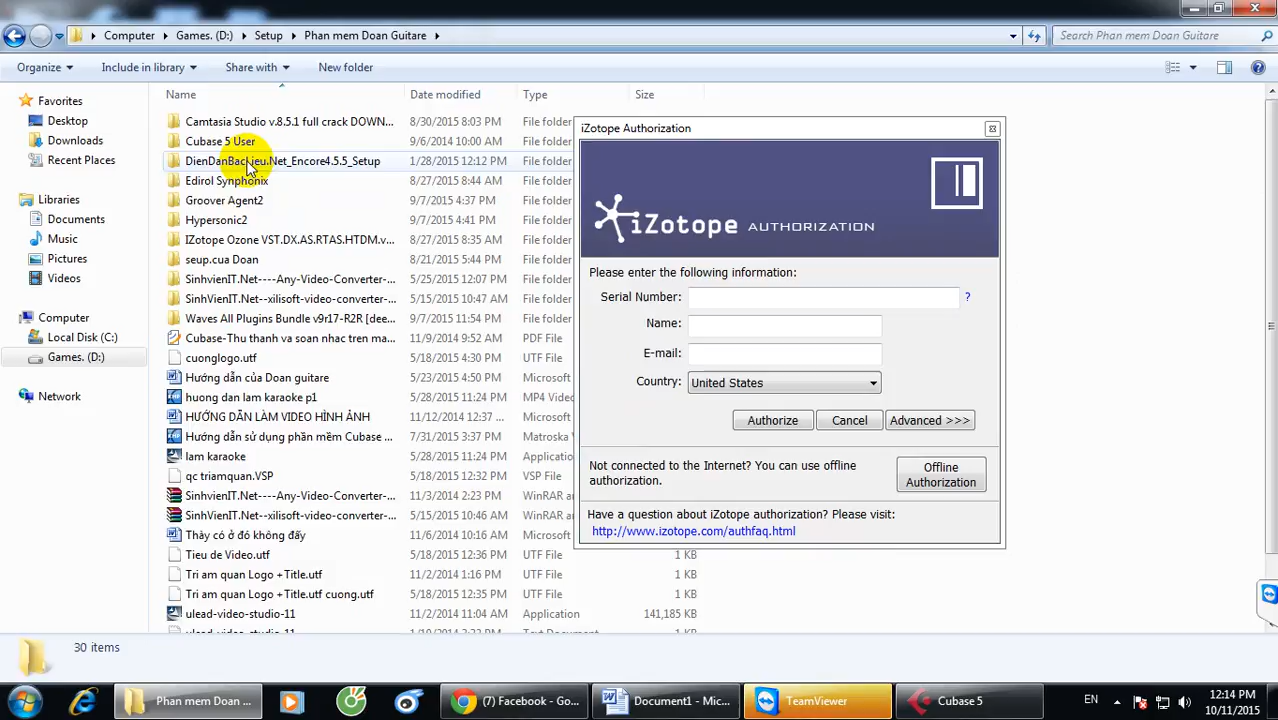 Computer ▸ Games. (D:) ▸ Setup ▸ Phan mem Doan Guitare ▸
Search Phan mem Doan Guitare
Organize Include in library Share with New folder
Name Date modified Type Size
Favorites
Desktop
Downloads
Recent Places
Libraries
Documents
Music
Pictures
Videos
Computer
Local Disk (C:)
Games. (D:)
Network
Camtasia Studio v.8.5.1 full crack DOWN... 8/30/2015 8:03 PM File folder
Cubase 5 User 9/6/2014 10:00 AM File folder
DienDanBacLieu.Net_Encore4.5.5_Setup 1/28/2015 12:12 PM File folder
Edirol Synphonix 8/27/2015 8:44 AM File folder
Groover Agent2 9/7/2015 4:37 PM File folder
Hypersonic2 9/7/2015 4:41 PM File folder
IZotope Ozone VST.DX.AS.RTAS.HTDM.v... 8/27/2015 8:35 AM File folder
seup.cua Doan 8/21/2015 5:44 PM File folder
SinhvienIT.Net----Any-Video-Converter-... 5/25/2015 12:07 PM File folder
SinhVienIT.Net--xilisoft-video-converter-... 5/15/2015 10:47 AM File folder
Waves All Plugins Bundle v9r17-R2R [dee... 9/7/2015 11:54 PM File folder
Cubase-Thu thanh va soan nhac tren ma... 11/9/2014 9:52 AM PDF File
cuonglogo.utf 5/18/2015 4:30 PM UTF File
Hướng dẫn của Doan guitare 5/23/2015 4:50 PM Microsoft
huong dan lam karaoke p1 5/28/2015 11:24 PM MP4 Video
HƯỚNG DẪN LÀM VIDEO HÌNH ẢNH 11/12/2014 12:37 ... Microsoft
Hướng dẫn sử dụng phần mềm Cubase ... 7/31/2015 3:37 PM Matroska
lam karaoke 5/28/2015 11:23 PM Application
qc triamquan.VSP 5/18/2015 12:32 PM VSP File
SinhvienIT.Net----Any-Video-Converter-... 11/3/2014 2:23 PM WinRAR ar
SinhVienIT.Net--xilisoft-video-converter-... 5/15/2015 10:46 AM WinRAR ar
Thày có ở đó không đấy 11/6/2014 10:16 AM Microsoft
Tieu de Video.utf 5/18/2015 12:36 PM UTF File 1 KB
Tri am quan Logo +Title.utf 11/2/2014 1:16 PM UTF File 1 KB
Tri am quan Logo +Title.utf cuong.utf 5/18/2015 12:35 PM UTF File 1 KB
ulead-video-studio-11 11/2/2014 11:04 AM Application 141,185 KB
ulead-video-studio-11
iZotope Authorization
iZotope AUTHORIZATION
Please enter the following information:
Serial Number: ?
Name:
E-mail:
Country: United States
Authorize Cancel Advanced >>>
Not connected to the Internet? You can use offline
authorization.
Offline
Authorization
Have a question about iZotope authorization? Please visit:
http://www.izotope.com/authfaq.html
30 items
Phan mem Doan ...
(7) Facebook - Goo...
Document1 - Mic...
TeamViewer
Cubase 5
EN
12:14 PM
10/11/2015